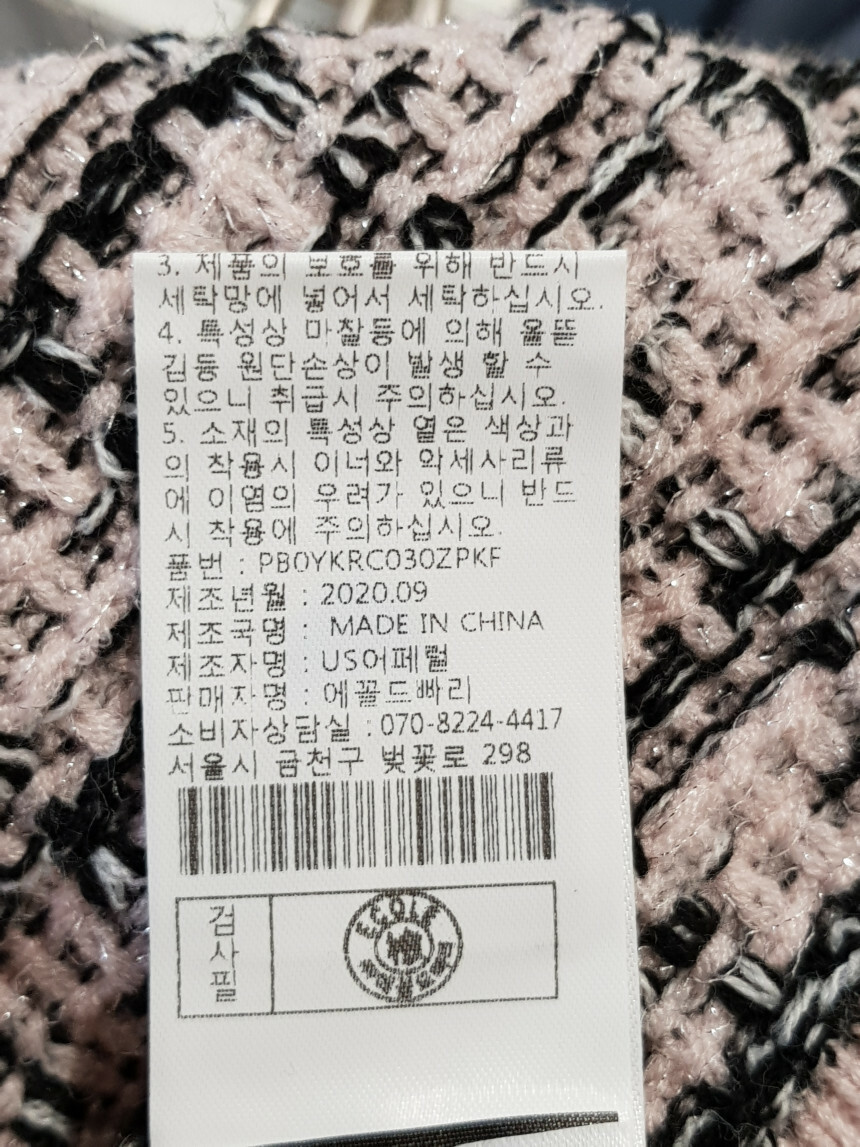 3. 제품의 보호를 위해 반드시
세탁망에 넣어서 세탁하십시오.
4. 특성상 마찰등에 의해 올뜯
김등 원단손상이 발생 할 수
있으니 취급시 주의하십시오.
5. 소재의 특성상 옅은 색상과
의 착용시 이너와 악세사리류
에 이염의 우려가 있으니 반드
시 착용에 주의하십시오.
품번 : PB0YKRC030ZPKF
제조년월 : 2020.09
제조국명 : MADE IN CHINA
제조자명 : US어패럴
판매자명 : 에꼴드빠리
소비자상담실 : 070-8224-4417
서울시 금천구 벚꽃로 298
검사필
ECOLE